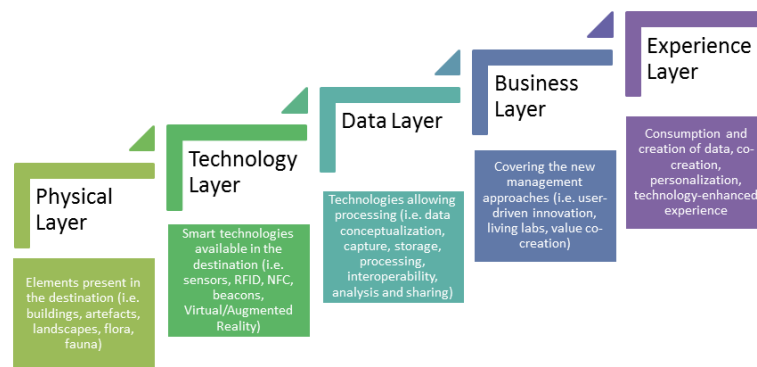 Physical
Layer
Elements present in
the destination (i.e.
buildings, artefacts,
landscapes, flora,
fauna)
Technology
Layer
Smart technologies
available in the
destination (i.e.
sensors, RFID, NFC,
beacons,
Virtual/Augmented
Reality)
Data Layer
Technologies allowing
processing (i.e. data
conceptualization,
capture, storage,
processing,
interoperability,
analysis and sharing)
Business
Layer
Covering the new
management
approaches (i.e. user-
driven innovation,
living labs, value co-
creation)
Experience
Layer
Consumption and
creation of data, co-
creation,
personalization,
technology-enhanced
experience